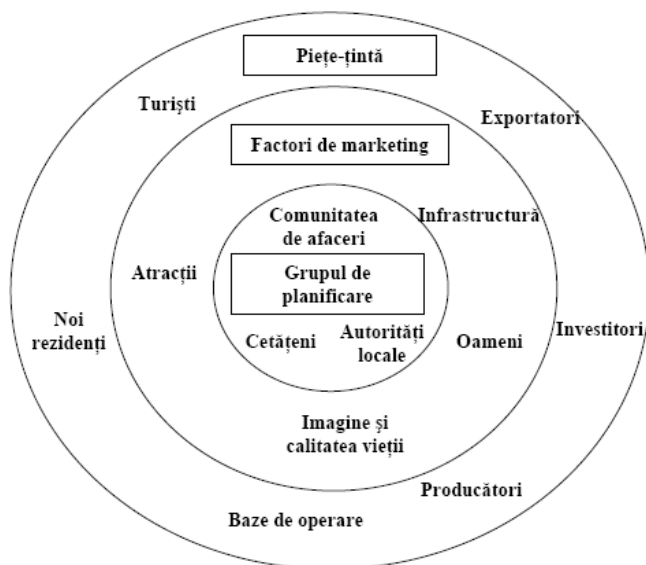 Piețe-țintă
Turiști
Exportatori
Factori de marketing
Comunitatea
de afaceri
Infrastructură
Atracții
Grupul de
planificare
Noi
rezidenți
Cetățeni
Autorități
locale
Oameni
Investitori
Imagine și
calitatea vieții
Producători
Baze de operare